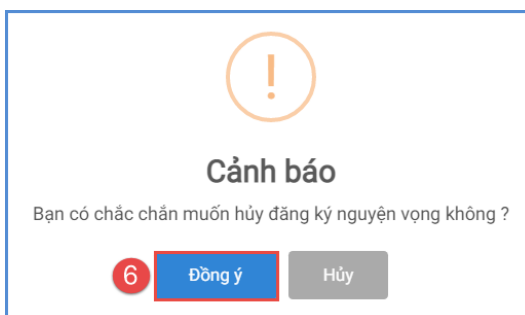 !
Cảnh báo
Bạn có chắc chắn muốn hủy đăng ký nguyện vọng không ?
6 Đồng ý Hủy